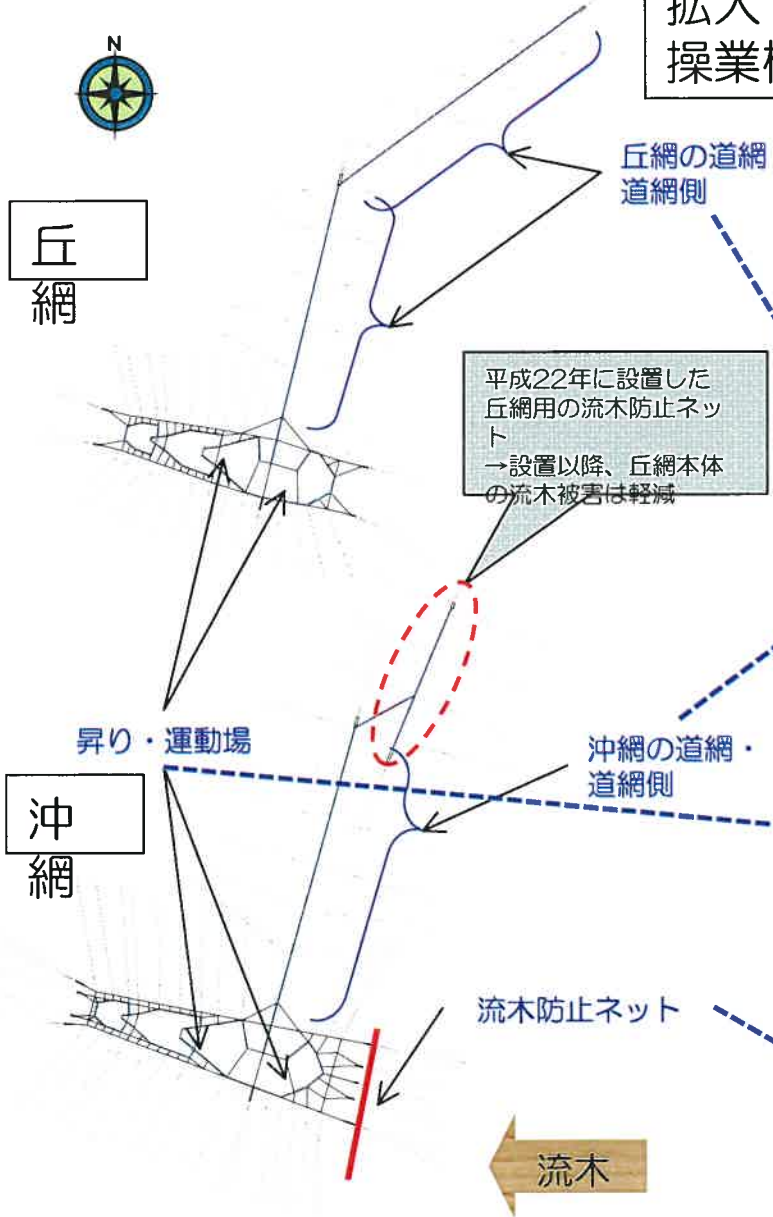 N
操業
丘網の道網
道網側
丘
網
平成22年に設置した
丘網用の流木防止ネッ
ト
→設置以降、丘網本体
の流木被害は軽減
昇り・運動場
沖網の道網・
道網側
沖
網
流木防止ネット
流木